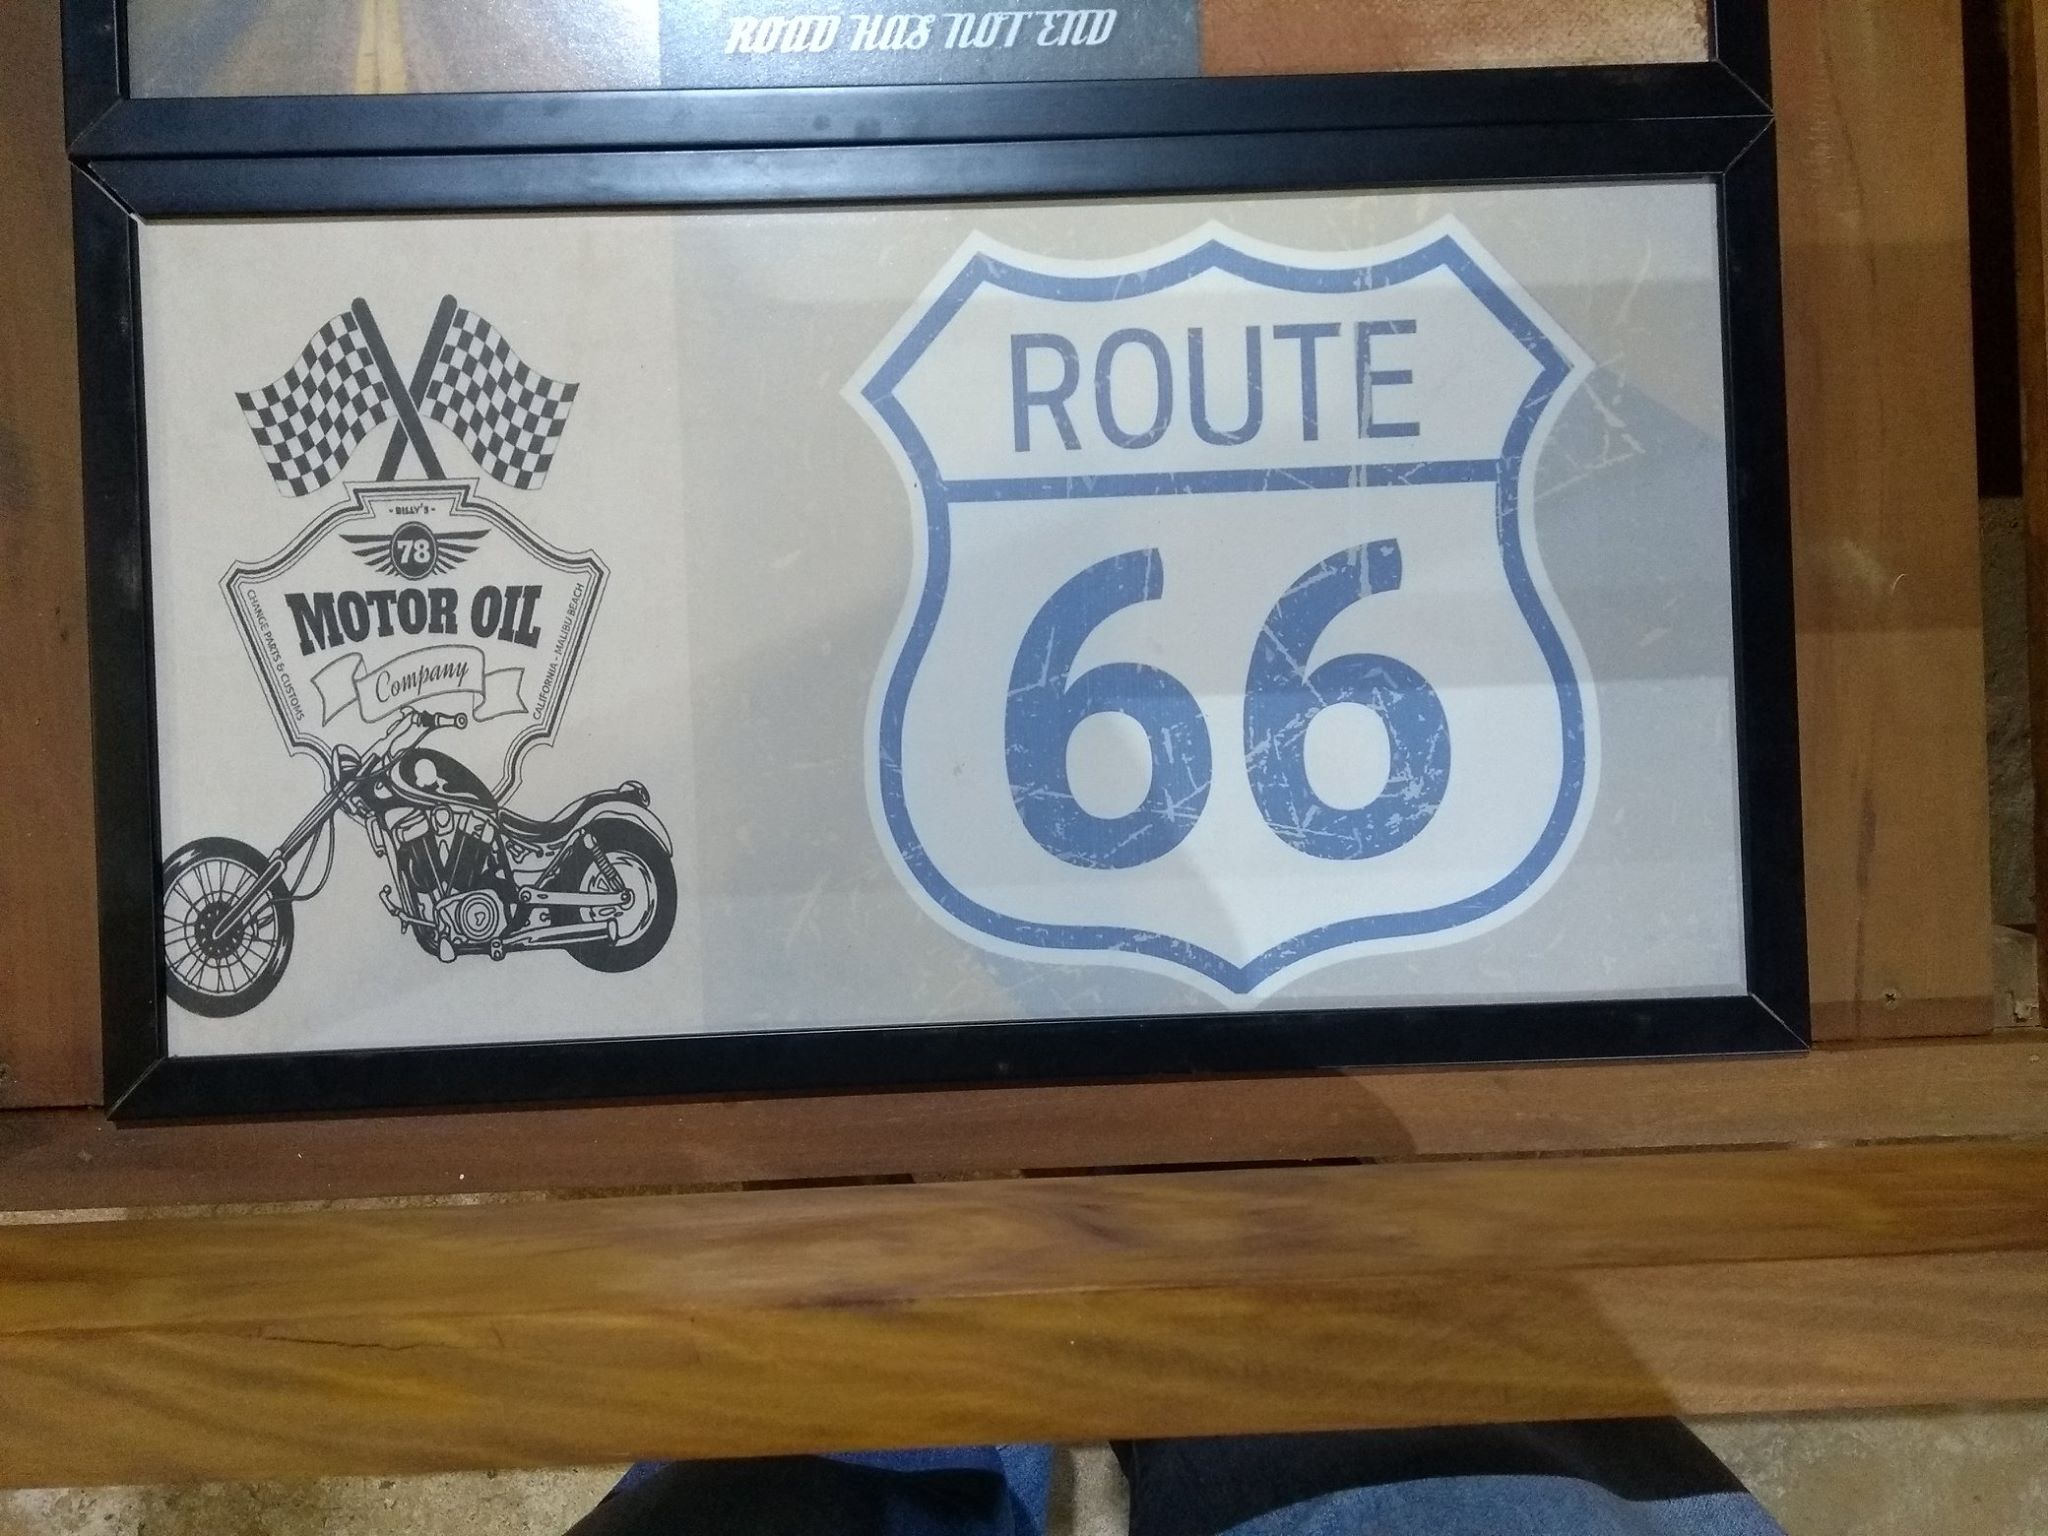 ROAD HAS NOT END
- BILLY'S -
78
MOTOR OIL
Company
CHANGE PARTS & CUSTOMS
CALIFORNIA - MALIBU BEACH
ROUTE
66